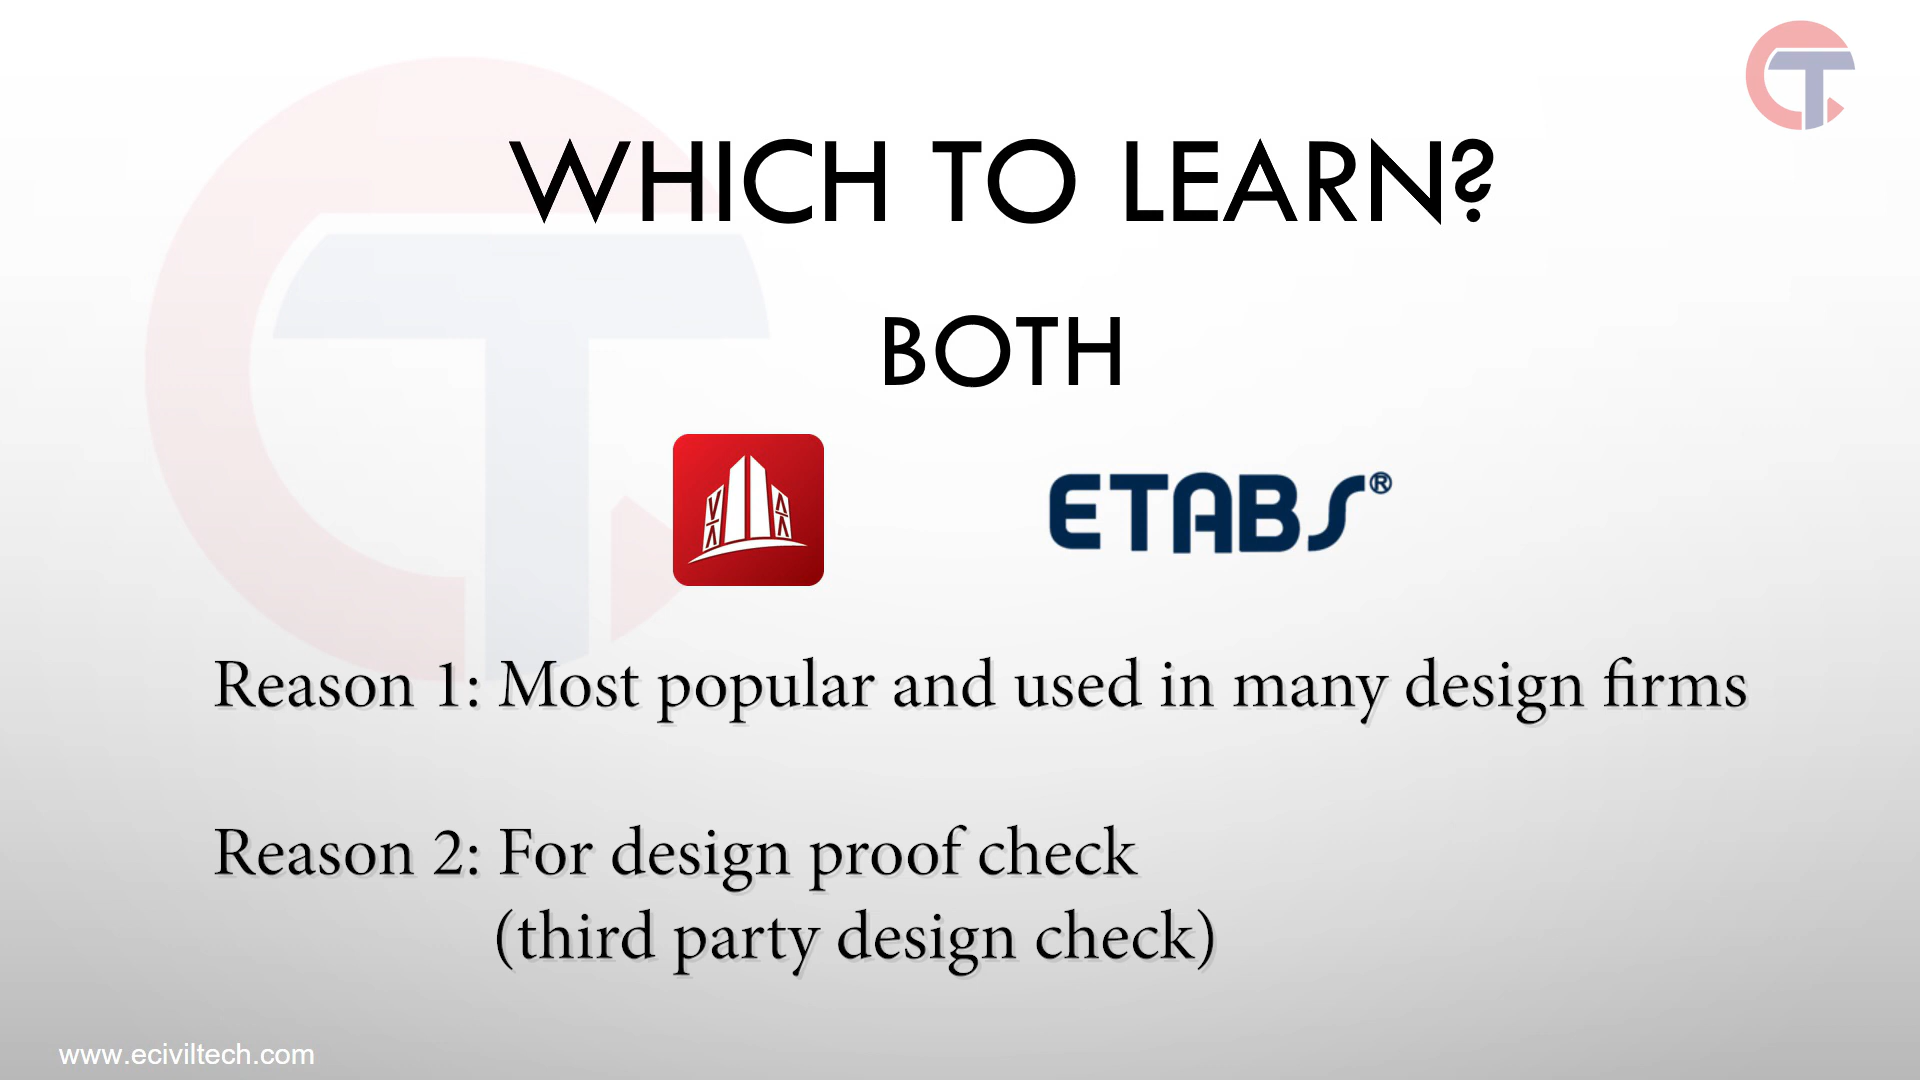 WHICH TO LEARN?
BOTH
ETABS®
Reason 1: Most popular and used in many design firms
Reason 2: For design proof check
(third party design check)
www.eciviltech.com